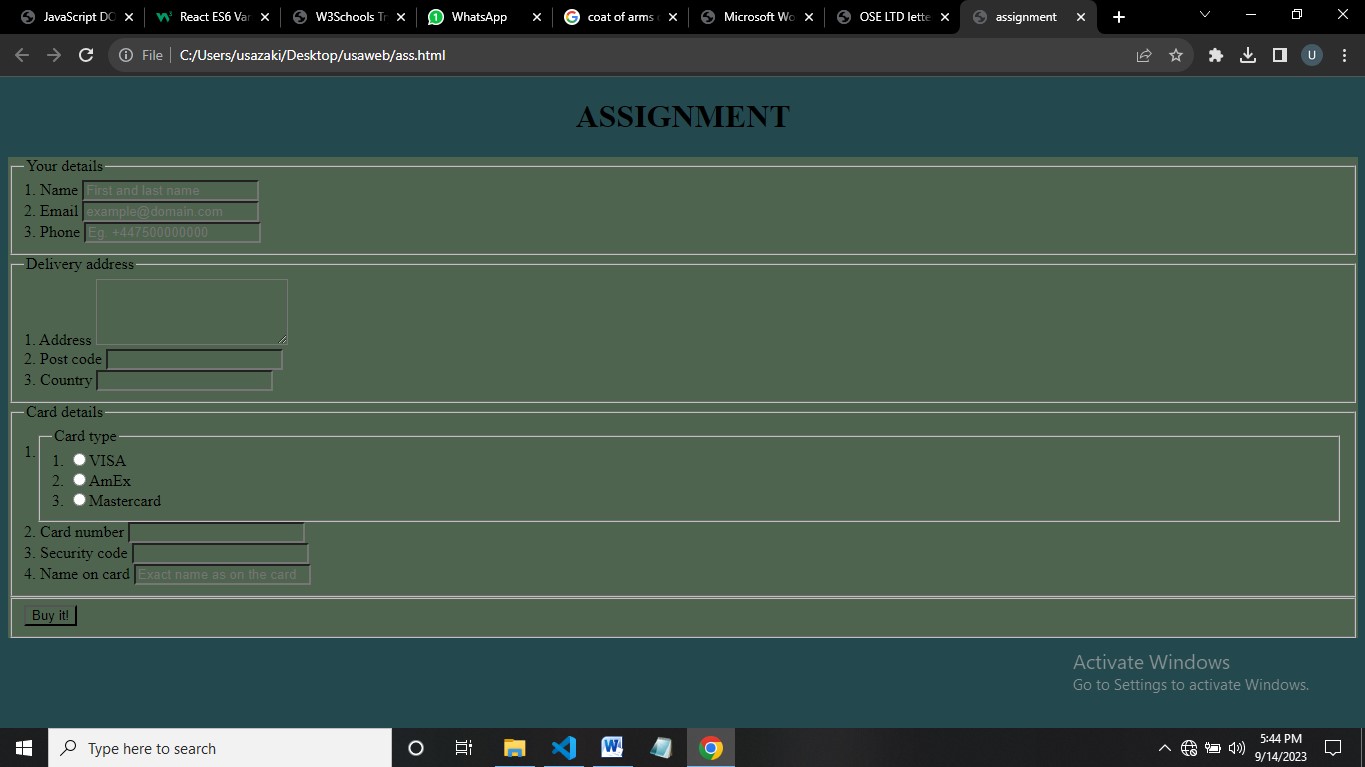 JavaScript DO
React ES6 Var
W3Schools Tr
WhatsApp
coat of arms
Microsoft Wo
OSE LTD lette
assignment
File C:/Users/usazaki/Desktop/usaweb/ass.html
U
ASSIGNMENT
Your details
1. Name First and last name
2. Email example@domain.com
3. Phone Eg. +447500000000
Delivery address
1. Address
2. Post code
3. Country
Card details
Card type
1.
1. VISA
2. AmEx
3. Mastercard
2. Card number
3. Security code
4. Name on card Exact name as on the card
Buy it!
Activate Windows
Go to Settings to activate Windows.
Type here to search
5:44 PM
9/14/2023